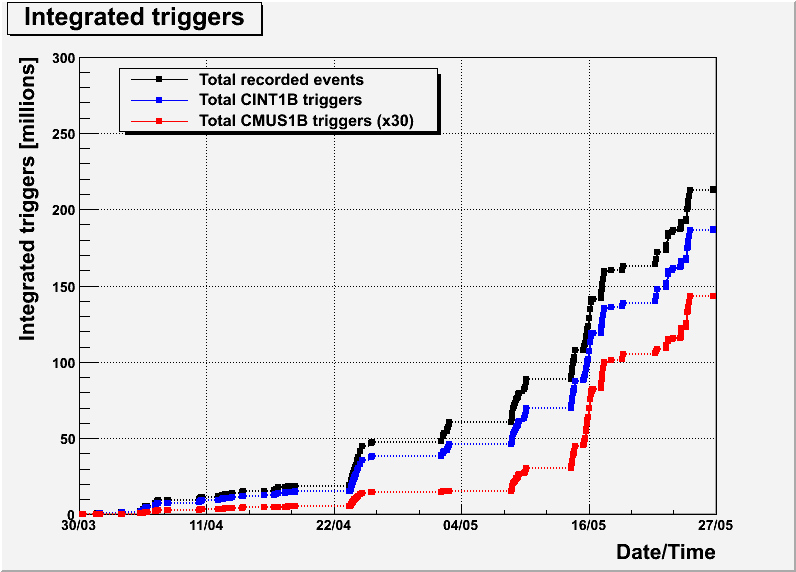 Integrated triggers
Integrated triggers [millions]
300
250
200
150
100
50
0
Total recorded events
Total CINT1B triggers
Total CMUS1B triggers (x30)
30/03 11/04 22/04 04/05 16/05 27/05
Date/Time